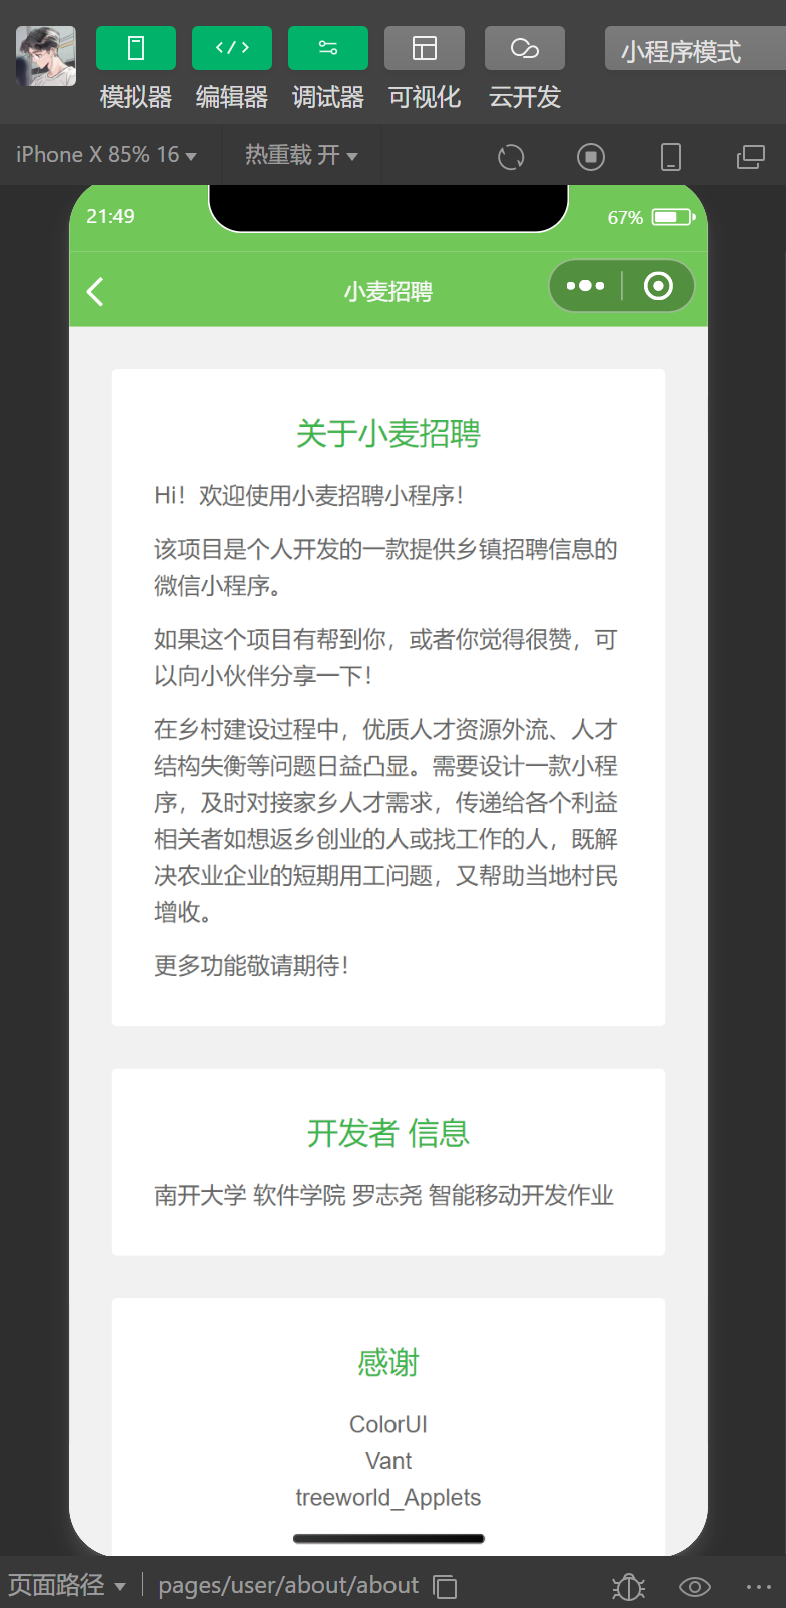 模拟器 编辑器 调试器 可视化 云开发 小程序模式
iPhone X 85% 16 热重载 开
21:49 67%
小麦招聘
关于小麦招聘
Hi！欢迎使用小麦招聘小程序！
该项目是个人开发的一款提供乡镇招聘信息的
微信小程序。
如果这个项目有帮到你，或者你觉得很赞，可
以向小伙伴分享一下！
在乡村建设过程中，优质人才资源外流、人才
结构失衡等问题日益凸显。需要设计一款小程
序，及时对接家乡人才需求，传递给各个利益
相关者如想返乡创业的人或找工作的人，既解
决农业企业的短期用工问题，又帮助当地村民
增收。
更多功能敬请期待！
开发者 信息
南开大学 软件学院 罗志尧 智能移动开发作业
感谢
ColorUI
Vant
treeworld_Applets
页面路径 pages/user/about/about